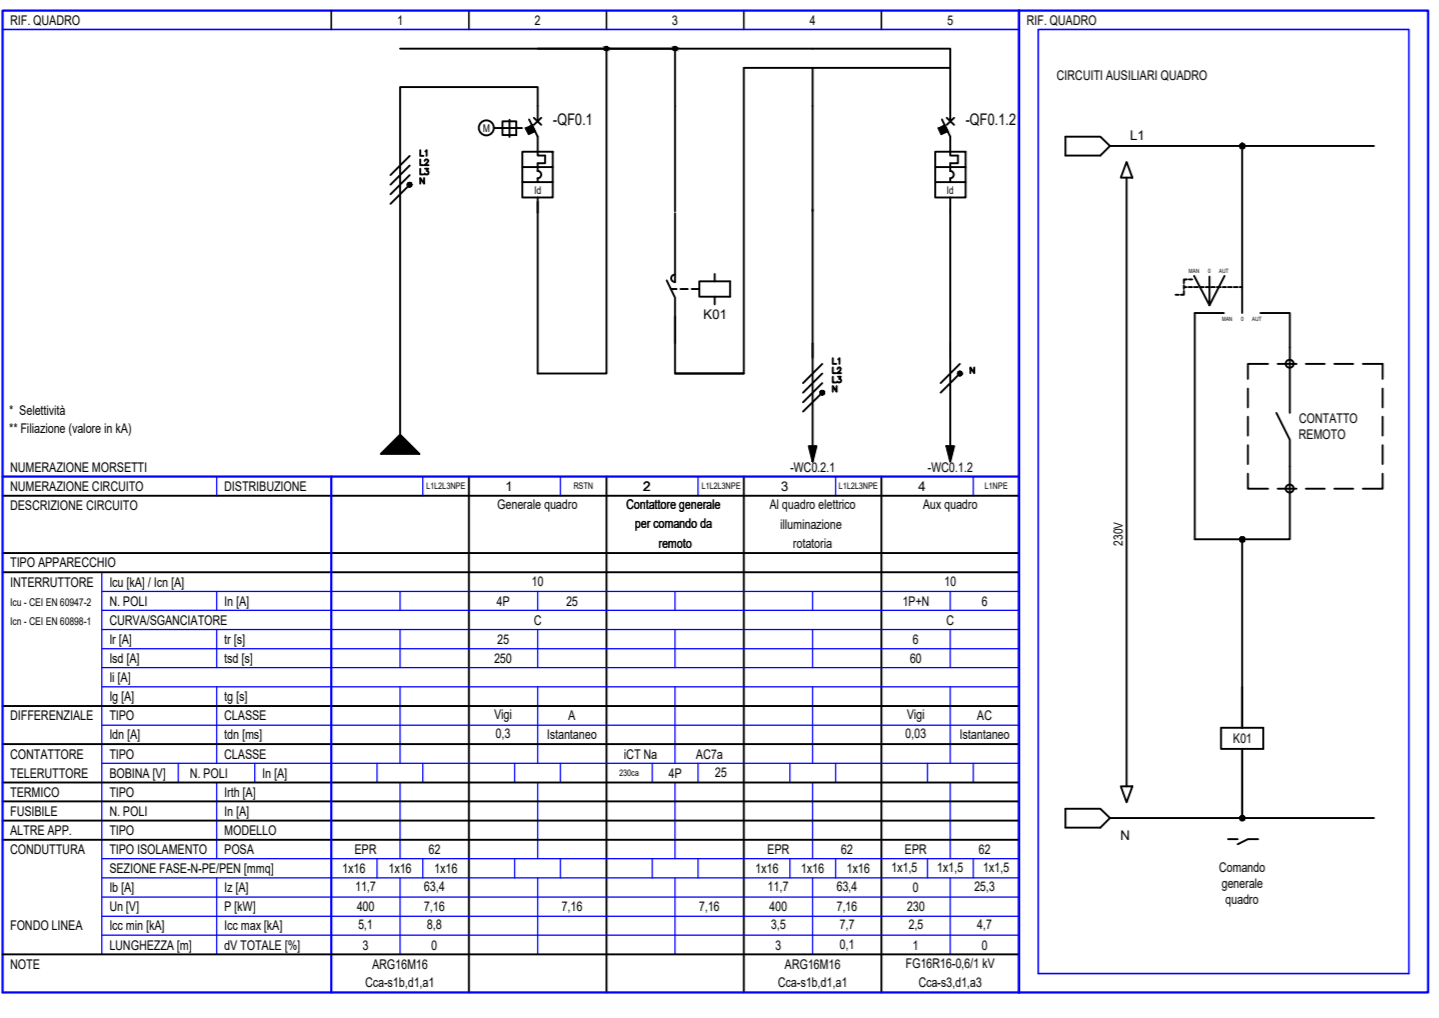 RIF. QUADRO 1 2 3 4 5 RIF. QUADRO
CIRCUITI AUSILIARI QUADRO
-QF0.1
-QF0.1.2
M
L1
L2
L3
N
Id
Id
K01
L1
L2
L3
N
N
* Selettività
** Filiazione (valore in kA)
NUMERAZIONE MORSETTI -WC0.2.1 -WC0.1.2
NUMERAZIONE CIRCUITO DISTRIBUZIONE L1L2L3NPE 1 RSTN 2 L1L2L3NPE 3 L1L2L3NPE 4 L1NPE
DESCRIZIONE CIRCUITO Generale quadro Contattore generale Al quadro elettrico Aux quadro
per comando da illuminazione
remoto rotatoria
TIPO APPARECCHIO
INTERRUTTORE Icu [kA] / Icn [A] 10 10
Icu - CEI EN 60947-2 N. POLI In [A] 4P 25 1P+N 6
Icn - CEI EN 60898-1 CURVA/SGANCIATORE C C
Ir [A] tr [s] 25 6
Isd [A] tsd [s] 250 60
Ii [A]
Ig [A] tg [s]
DIFFERENZIALE TIPO CLASSE Vigi A Vigi AC
Idn [A] tdn [ms] 0,3 Istantaneo 0,03 Istantaneo
CONTATTORE TIPO CLASSE iCT Na AC7a
TELERUTTORE BOBINA [V] N. POLI In [A] 230ca 4P 25
TERMICO TIPO Irth [A]
FUSIBILE N. POLI In [A]
ALTRE APP. TIPO MODELLO
CONDUTTURA TIPO ISOLAMENTO POSA EPR 62 EPR 62 EPR 62
SEZIONE FASE-N-PE/PEN [mmq] 1x16 1x16 1x16 1x16 1x16 1x16 1x1,5 1x1,5 1x1,5
Ib [A] Iz [A] 11,7 63,4 11,7 63,4 0 25,3
Un [V] P [kW] 400 7,16 7,16 7,16 400 7,16 230
FONDO LINEA Icc min [kA] Icc max [kA] 5,1 8,8 3,5 7,7 2,5 4,7
LUNGHEZZA [m] dV TOTALE [%] 3 0 3 0,1 1 0
NOTE ARG16M16 ARG16M16 FG16R16-0,6/1 kV
Cca-s1b,d1,a1 Cca-s1b,d1,a1 Cca-s3,d1,a3
L1
MAN 0 AUT
MAN 0 AUT
CONTATTO
REMOTO
230V
K01
N
Comando
generale
quadro